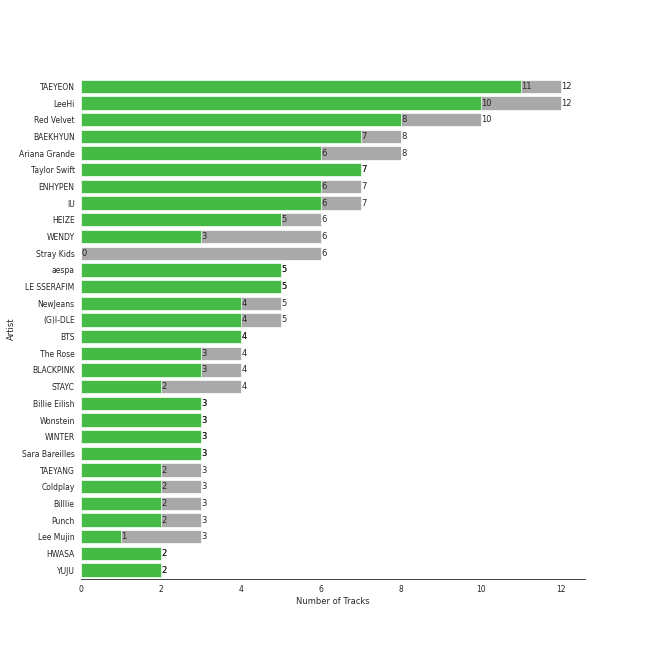 TAEYEON 11 12
LeeHi 10 12
Red Velvet 8 10
BAEKHYUN 7 8
Ariana Grande 6 8
Taylor Swift 7
ENHYPEN 6 7
IU 6 7
HEIZE 5 6
WENDY 3 6
Stray Kids 0 6
aespa 5
LE SSERAFIM 5
NewJeans 4 5
(G)I-DLE 4 5
BTS 4
The Rose 3 4
BLACKPINK 3 4
STAYC 2 4
Billie Eilish 3
Wonstein 3
WINTER 3
Sara Bareilles 3
TAEYANG 2 3
Coldplay 2 3
Billlie 2 3
Punch 2 3
Lee Mujin 1 3
HWASA 2
YUJU 2
0 2 4 6 8 10 12
Number of Tracks
Artist